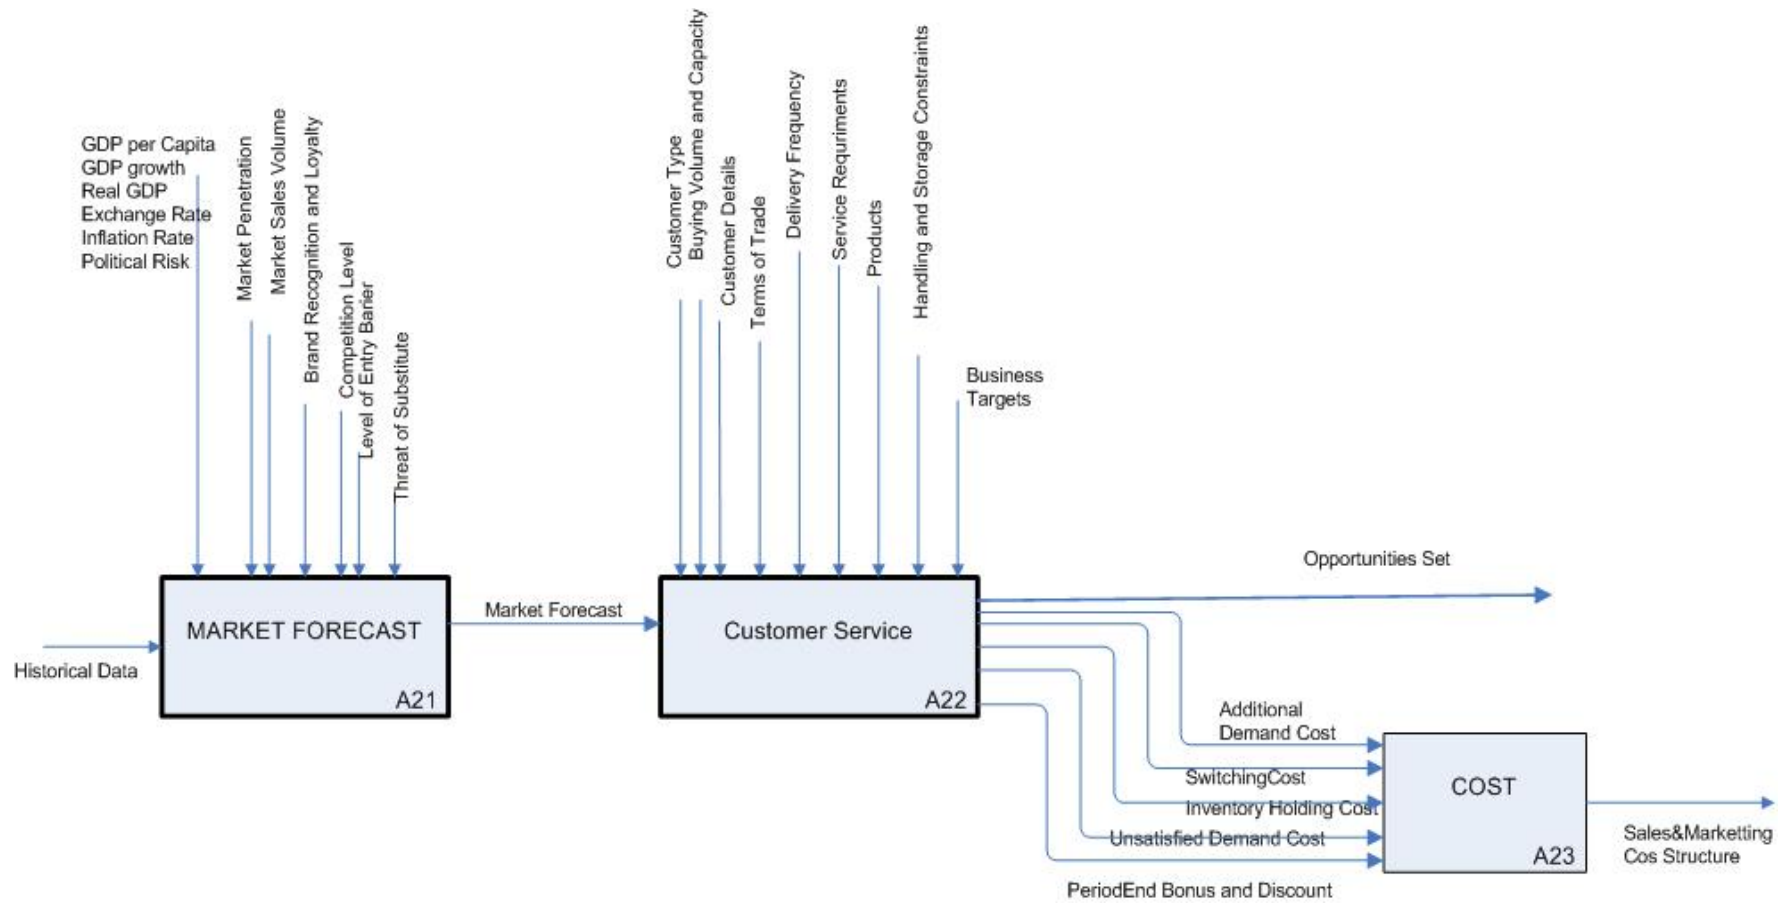 GDP per Capita
GDP growth
Real GDP
Exchange Rate
Inflation Rate
Political Risk
Market Penetration
Market Sales Volume
Brand Recognition and Loyalty
Competition Level
Level of Entry Barier
Threat of Substitute
Customer Type
Buying Volume and Capacity
Customer Details
Terms of Trade
Delivery Frequency
Service Requriments
Products
Handling and Storage Constraints
Business
Targets
Historical Data
MARKET FORECAST
A21
Market Forecast
Customer Service
A22
Opportunities Set
Additional
Demand Cost
SwitchingCost
Inventory Holding Cost
Unsatisfied Demand Cost
PeriodEnd Bonus and Discount
COST
A23
Sales&Marketting
Cos Structure